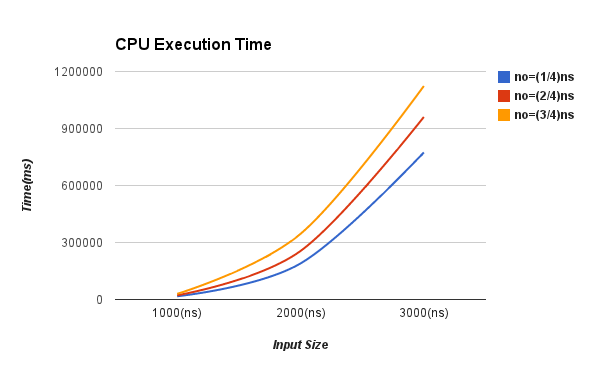 CPU Execution Time
1200000
900000
600000
300000
0
Time(ms)
1000(ns)
2000(ns)
3000(ns)
Input Size
no=(1/4)ns
no=(2/4)ns
no=(3/4)ns